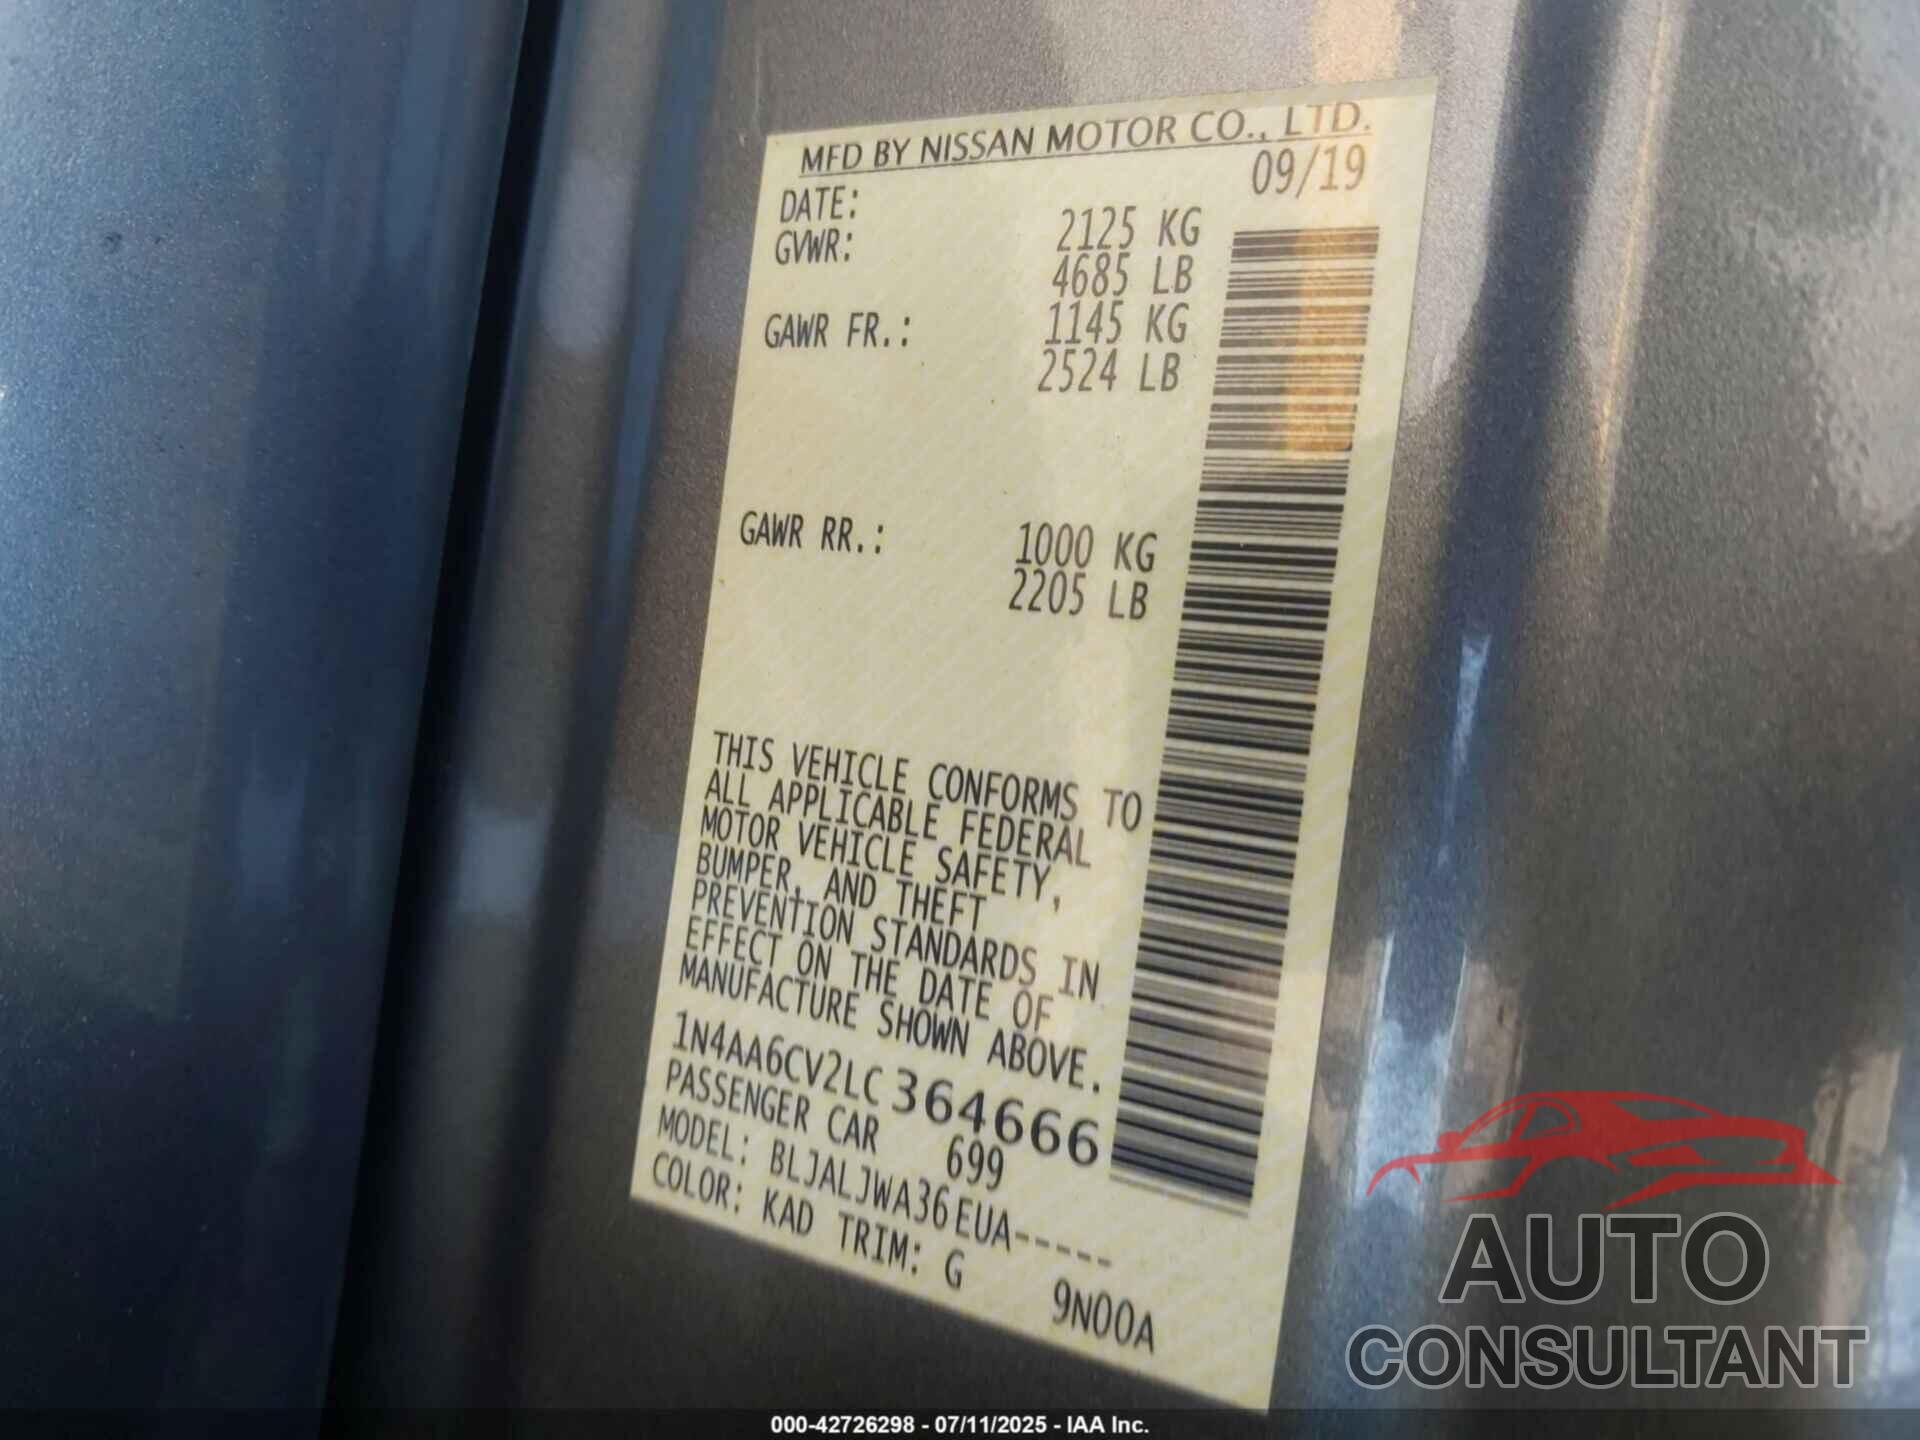 MFD BY NISSAN MOTOR CO., LTD.
DATE: 09/19
GVWR: 2125 KG
4685 LB
GAWR FR.: 1145 KG
2524 LB
GAWR RR.: 1000 KG
2205 LB
THIS VEHICLE CONFORMS TO
ALL APPLICABLE FEDERAL
MOTOR VEHICLE SAFETY,
BUMPER, AND THEFT
PREVENTION STANDARDS IN
EFFECT ON THE DATE OF
MANUFACTURE SHOWN ABOVE.
1N4AA6CV2LC364666
PASSENGER CAR 699
MODEL: BLJALJWA36EUA-----
COLOR: KAD TRIM: G 9N00A
AUTO
CONSULTANT
000-42726298 - 07/11/2025 - IAA Inc.